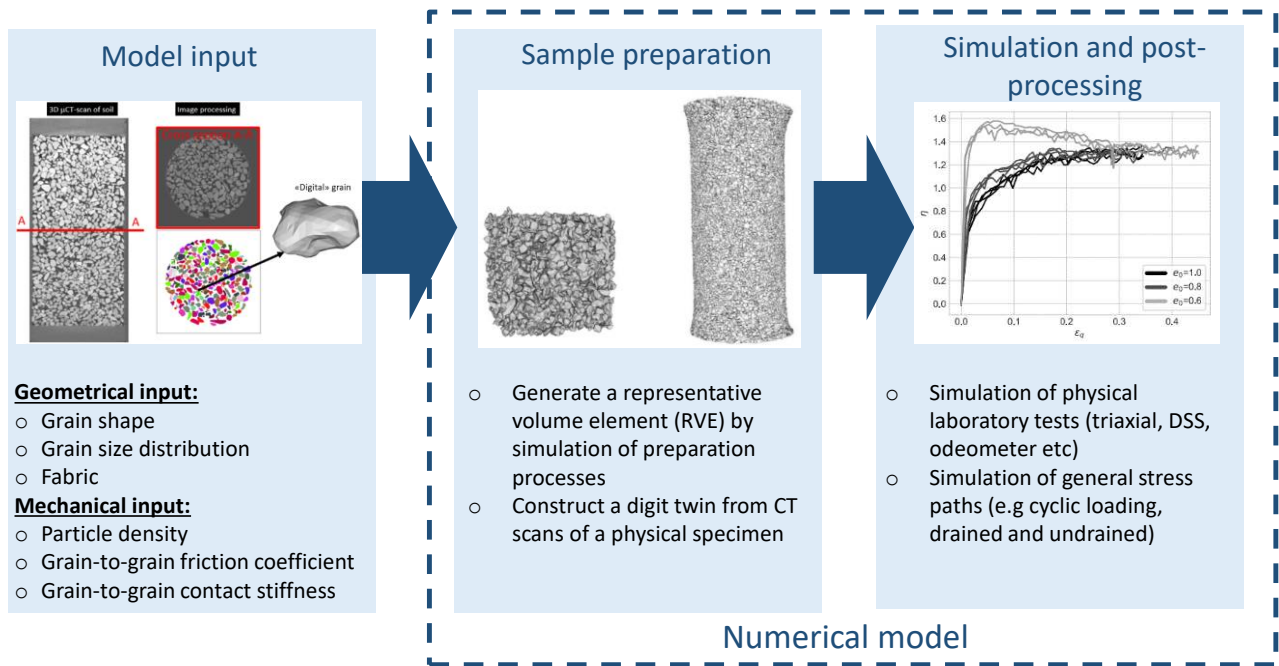 Model input
3D µCT-scan of soil
Image processing
«Digital» grain
A
A
Geometrical input:
o Grain shape
o Grain size distribution
o Fabric
Mechanical input:
o Particle density
o Grain-to-grain friction coefficient
o Grain-to-grain contact stiffness
Sample preparation
o Generate a representative
volume element (RVE) by
simulation of preparation
processes
o Construct a digit twin from CT
scans of a physical specimen
Simulation and post-
processing
1.6
1.4
1.2
1.0
0.8
0.6
0.4
0.2
0.0
η
0.0 0.1 0.2 0.3 0.4
ε_q
e₀=1.0
e₀=0.8
e₀=0.6
o Simulation of physical
laboratory tests (triaxial, DSS,
odeometer etc)
o Simulation of general stress
paths (e.g cyclic loading,
drained and undrained)
Numerical model